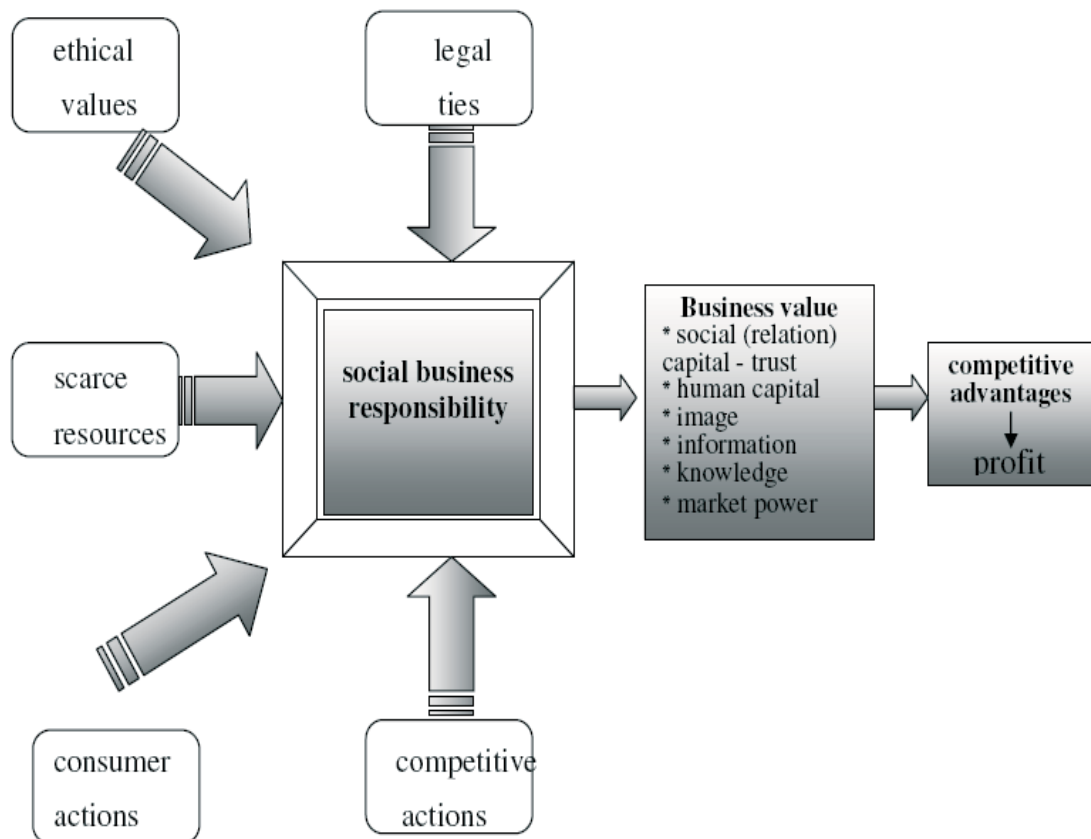 ethical
values
legal
ties
scarce
resources
social business
responsibility
Business value
* social (relation)
capital - trust
* human capital
* image
* information
* knowledge
* market power
competitive
advantages
profit
consumer
actions
competitive
actions